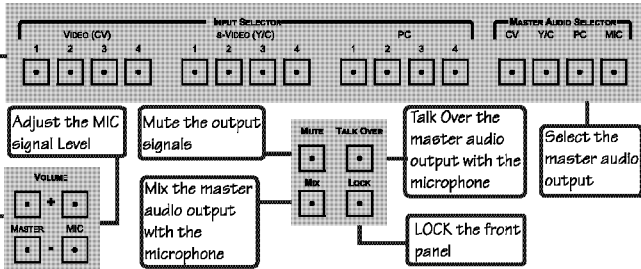 INPUT SELECTOR
MASTER AUDIO SELECTOR
VIDEO (CV)
S-VIDEO (Y/C)
PC
CV Y/C PC MIC
1 2 3 4
1 2 3 4
1 2 3 4
Adjust the MIC
signal Level
Mute the output
signals
MUTE TALK OVER
MIX LOCK
Talk Over the
master audio
output with the
microphone
Select the
master audio
output
VOLUME
+
MASTER MIC
-
Mix the master
audio output
with the
microphone
LOCK the front
panel